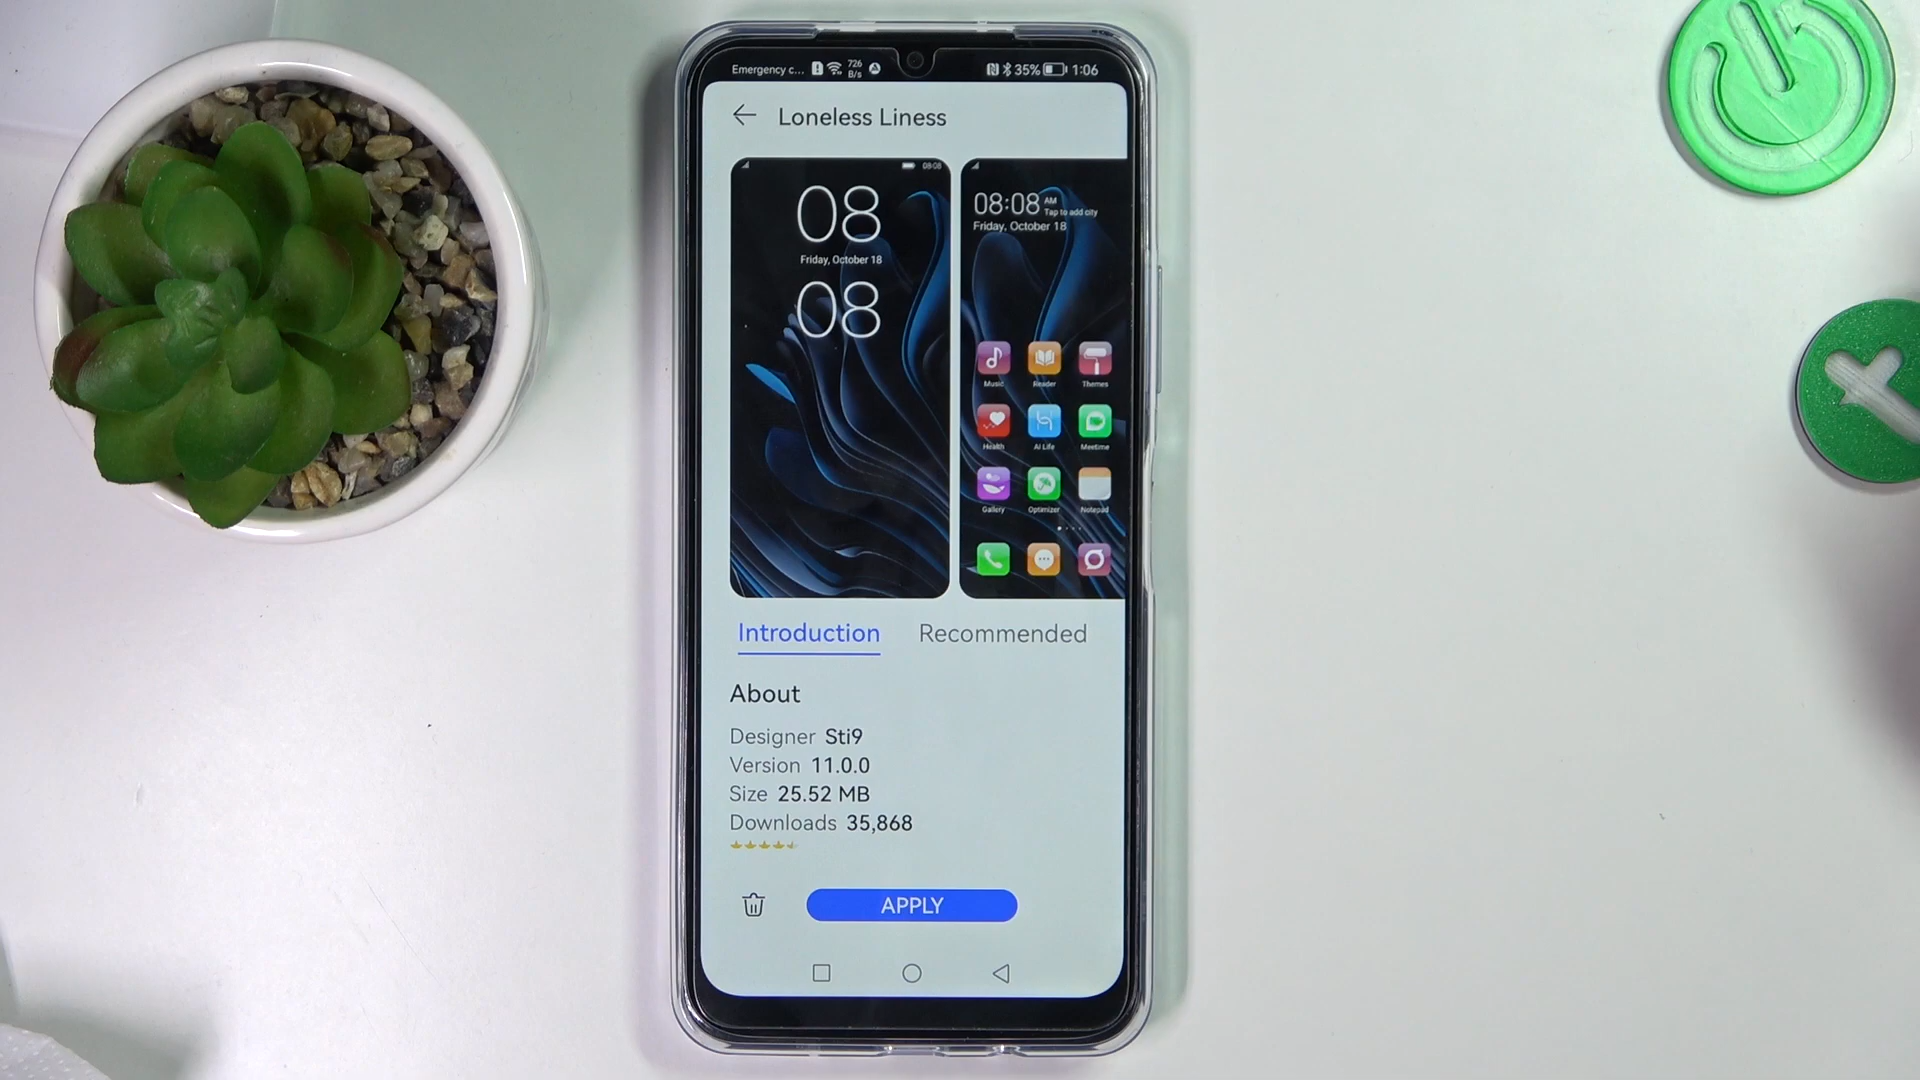 Emergency c... 726 B/s 35% 1:06
Loneless Liness
08:08
08
Friday, October 18
08
08:08 AM
Tap to add city
Friday, October 18
Music Reader Themes
Health AI Life Meetime
Gallery Optimizer Notepad
Introduction Recommended
About
Designer Sti9
Version 11.0.0
Size 25.52 MB
Downloads 35,868
APPLY